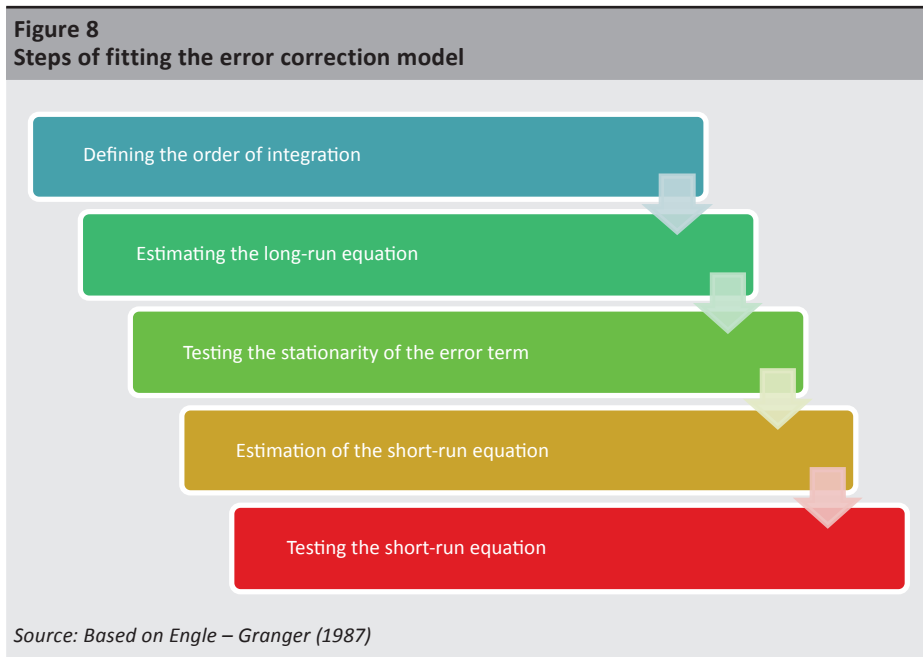 Figure 8
Steps of fitting the error correction model
Defining the order of integration
Estimating the long-run equation
Testing the stationarity of the error term
Estimation of the short-run equation
Testing the short-run equation
Source: Based on Engle – Granger (1987)